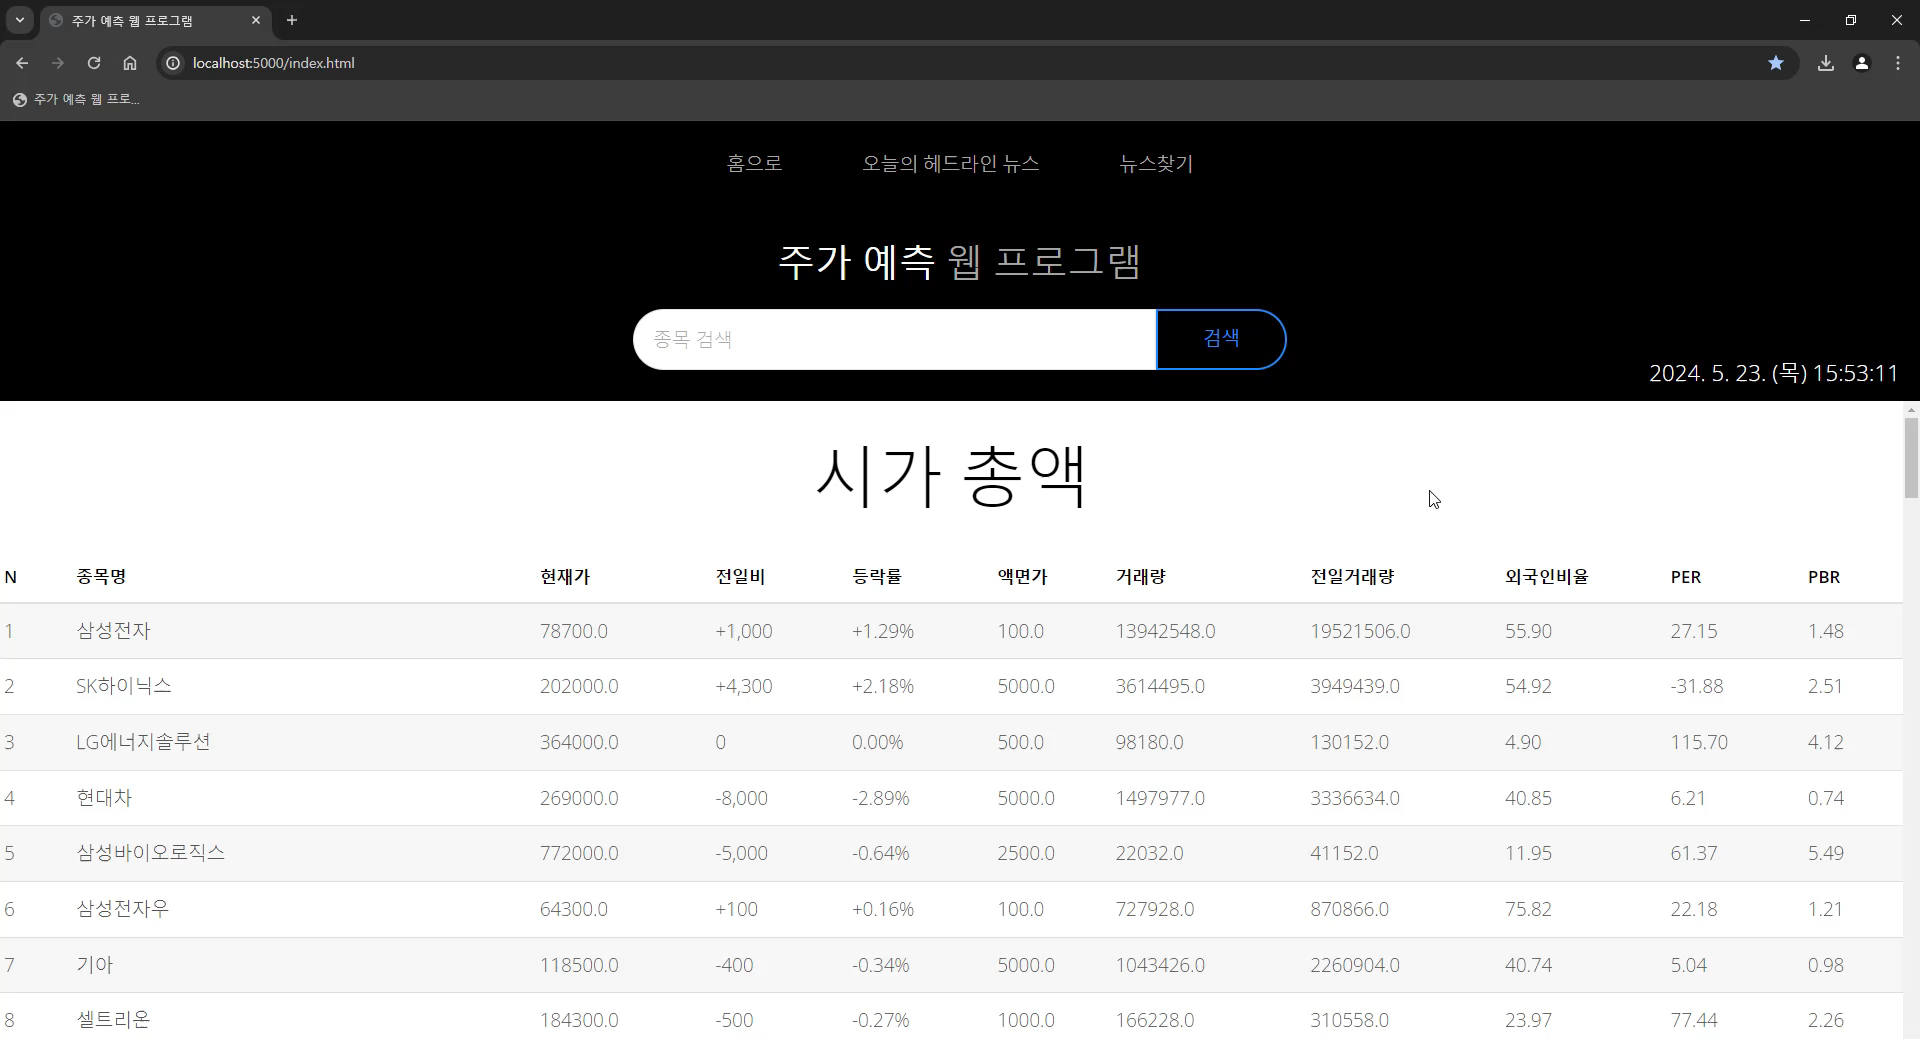 주가 예측 웹 프로그램
localhost:5000/index.html
주가 예측 웹 프로...
홈으로 오늘의 헤드라인 뉴스 뉴스찾기
주가 예측 웹 프로그램
종목 검색 검색
2024. 5. 23. (목) 15:53:11
시가 총액
N 종목명 현재가 전일비 등락률 액면가 거래량 전일거래량 외국인비율 PER PBR
1 삼성전자 78700.0 +1,000 +1.29% 100.0 13942548.0 19521506.0 55.90 27.15 1.48
2 SK하이닉스 202000.0 +4,300 +2.18% 5000.0 3614495.0 3949439.0 54.92 -31.88 2.51
3 LG에너지솔루션 364000.0 0 0.00% 500.0 98180.0 130152.0 4.90 115.70 4.12
4 현대차 269000.0 -8,000 -2.89% 5000.0 1497977.0 3336634.0 40.85 6.21 0.74
5 삼성바이오로직스 772000.0 -5,000 -0.64% 2500.0 22032.0 41152.0 11.95 61.37 5.49
6 삼성전자우 64300.0 +100 +0.16% 100.0 727928.0 870866.0 75.82 22.18 1.21
7 기아 118500.0 -400 -0.34% 5000.0 1043426.0 2260904.0 40.74 5.04 0.98
8 셀트리온 184300.0 -500 -0.27% 1000.0 166228.0 310558.0 23.97 77.44 2.26